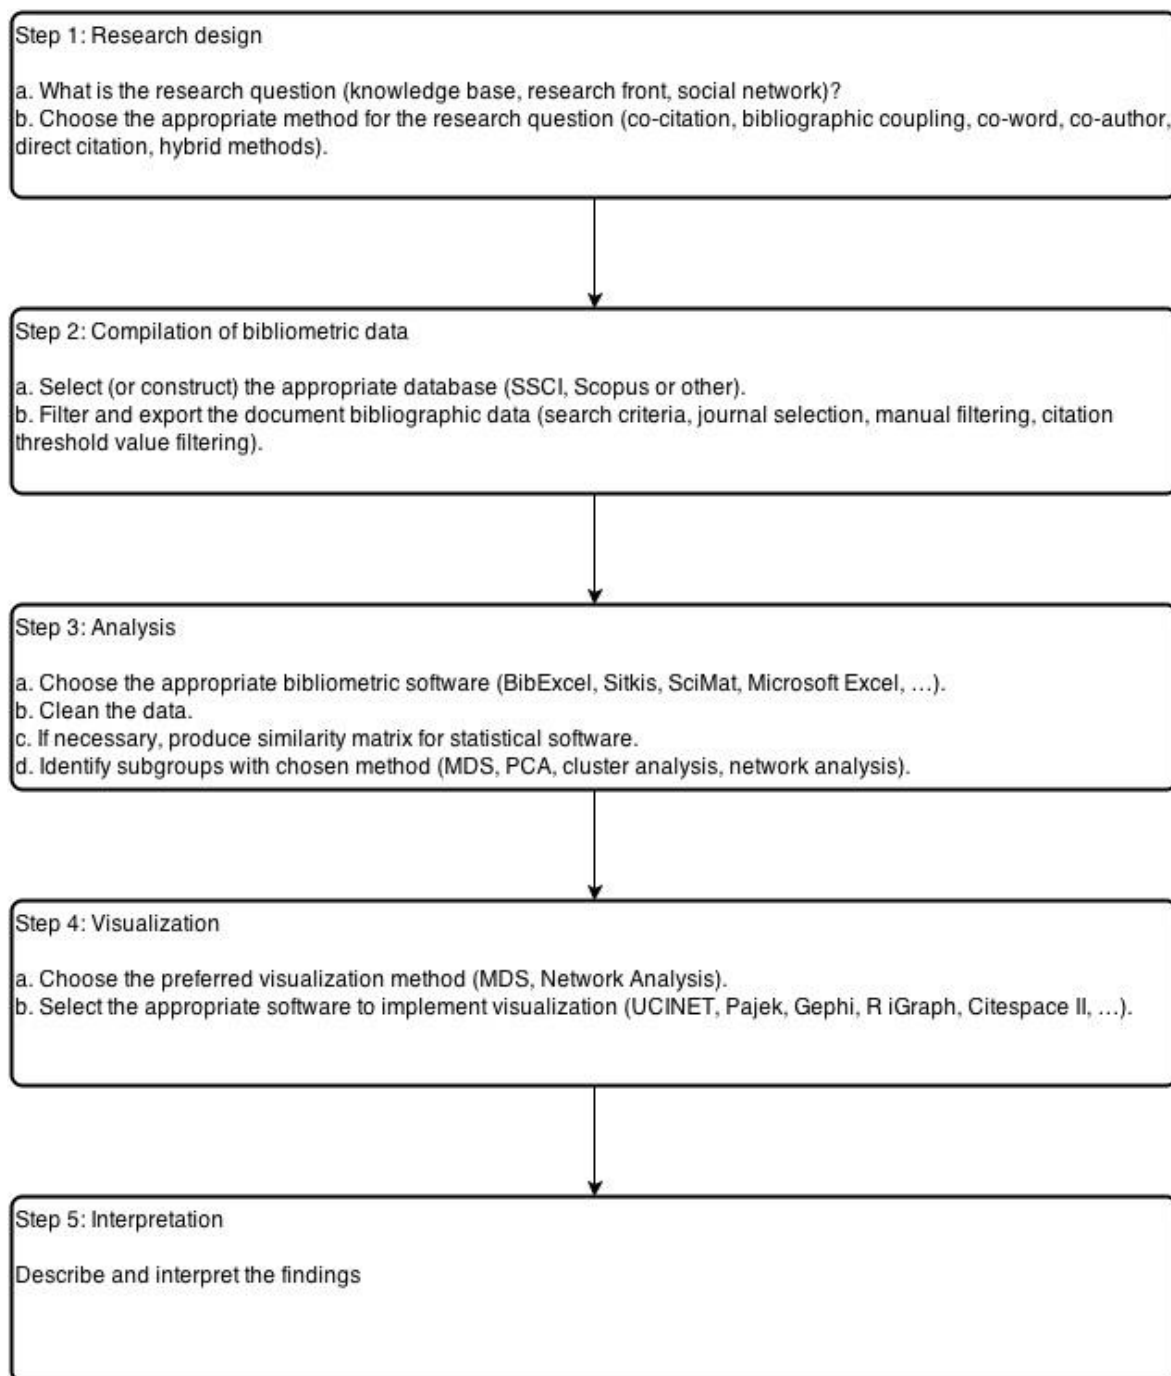 Step 1: Research design
a. What is the research question (knowledge base, research front, social network)?
b. Choose the appropriate method for the research question (co-citation, bibliographic coupling, co-word, co-author,
direct citation, hybrid methods).
Step 2: Compilation of bibliometric data
a. Select (or construct) the appropriate database (SSCI, Scopus or other).
b. Filter and export the document bibliographic data (search criteria, journal selection, manual filtering, citation
threshold value filtering).
Step 3: Analysis
a. Choose the appropriate bibliometric software (BibExcel, Sitkis, SciMat, Microsoft Excel, …).
b. Clean the data.
c. If necessary, produce similarity matrix for statistical software.
d. Identify subgroups with chosen method (MDS, PCA, cluster analysis, network analysis).
Step 4: Visualization
a. Choose the preferred visualization method (MDS, Network Analysis).
b. Select the appropriate software to implement visualization (UCINET, Pajek, Gephi, R iGraph, Citespace II, …).
Step 5: Interpretation
Describe and interpret the findings